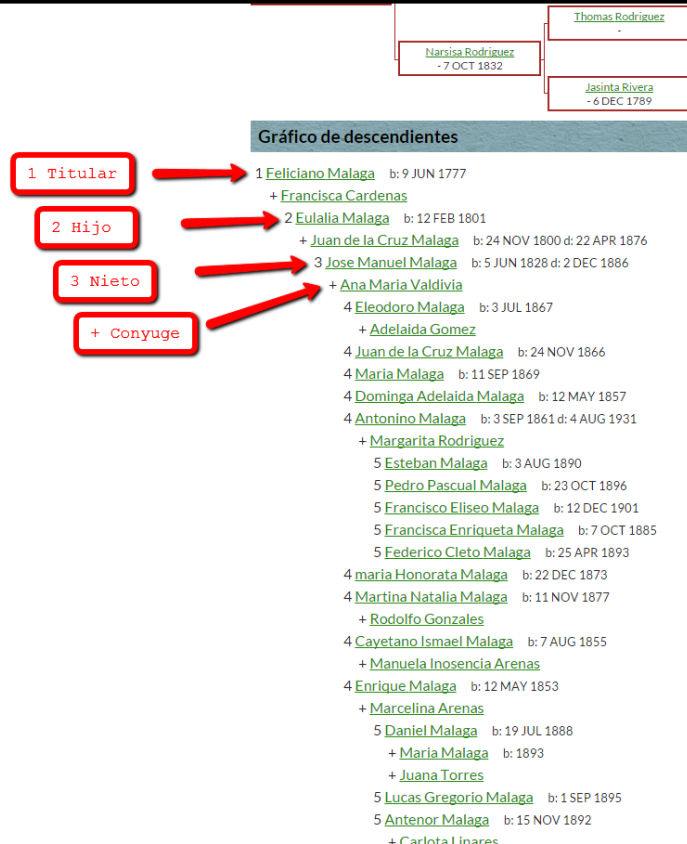 Thomas Rodriguez
-
Narsisa Rodriguez
- 7 OCT 1832
Jasinta Rivera
- 6 DEC 1789
Gráfico de descendientes
1 Titular
1 Feliciano Malaga b: 9 JUN 1777
+ Francisca Cardenas
2 Hijo
2 Eulalia Malaga b: 12 FEB 1801
+ Juan de la Cruz Malaga b: 24 NOV 1800 d: 22 APR 1876
3 Nieto
3 Jose Manuel Malaga b: 5 JUN 1828 d: 2 DEC 1886
+ Ana Maria Valdivia
+ Conyuge
4 Eleodoro Malaga b: 3 JUL 1867
+ Adelaida Gomez
4 Juan de la Cruz Malaga b: 24 NOV 1866
4 Maria Malaga b: 11 SEP 1869
4 Dominga Adelaida Malaga b: 12 MAY 1857
4 Antonino Malaga b: 3 SEP 1861 d: 4 AUG 1931
+ Margarita Rodriguez
5 Esteban Malaga b: 3 AUG 1890
5 Pedro Pascual Malaga b: 23 OCT 1896
5 Francisco Eliseo Malaga b: 12 DEC 1901
5 Francisca Enriqueta Malaga b: 7 OCT 1885
5 Federico Cleto Malaga b: 25 APR 1893
4 maria Honorata Malaga b: 22 DEC 1873
4 Martina Natalia Malaga b: 11 NOV 1877
+ Rodolfo Gonzales
4 Cayetano Ismael Malaga b: 7 AUG 1855
+ Manuela Inosencia Arenas
4 Enrique Malaga b: 12 MAY 1853
+ Marcelina Arenas
5 Daniel Malaga b: 19 JUL 1888
+ Maria Malaga b: 1893
+ Juana Torres
5 Lucas Gregorio Malaga b: 1 SEP 1895
5 Antenor Malaga b: 15 NOV 1892
+ Carlota Linares